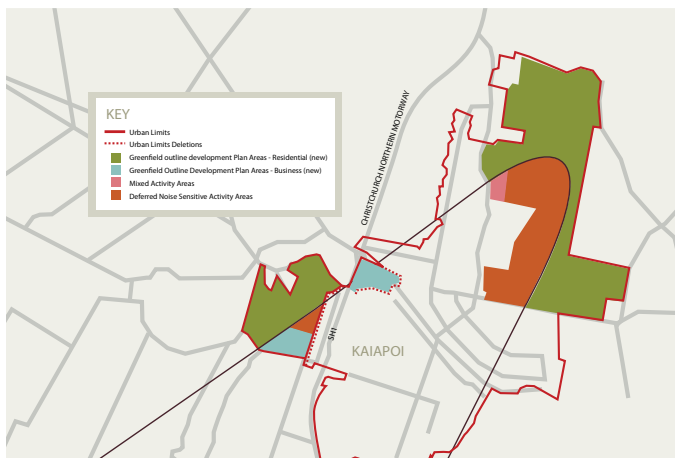 KEY
Urban Limits
Urban Limits Deletions
Greenfield outline development Plan Areas - Residential (new)
Greenfield Outline Development Plan Areas - Business (new)
Mixed Activity Areas
Deferred Noise Sensitive Activity Areas
CHRISTCHURCH NORTHERN MOTORWAY
SH1
KAIAPOI